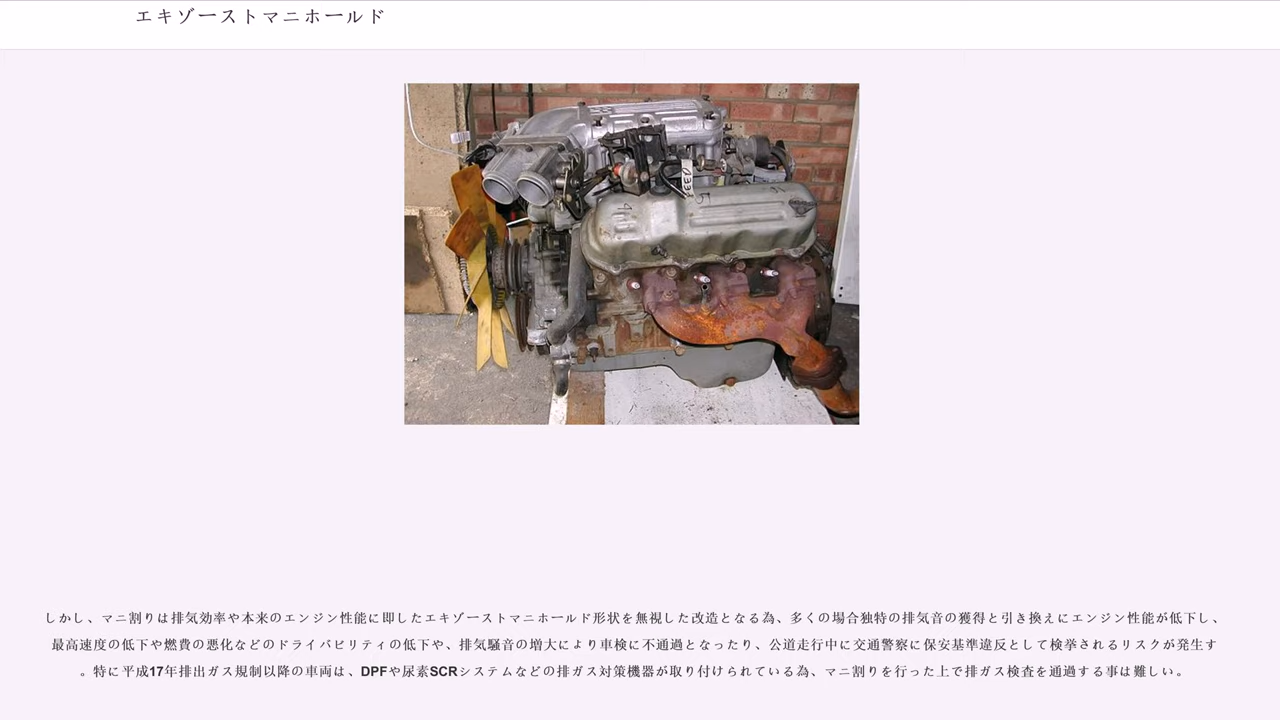 エキゾーストマニホールド
しかし、マニ割りは排気効率や本来のエンジン性能に即したエキゾーストマニホールド形状を無視した改造となる為、多くの場合独特の排気音の獲得と引き換えにエンジン性能が低下し、
最高速度の低下や燃費の悪化などのドライバビリティの低下や、排気騒音の増大により車検に不通過となったり、公道走行中に交通警察に保安基準違反として検挙されるリスクが発生す
。特に平成17年排出ガス規制以降の車両は、DPFや尿素SCRシステムなどの排ガス対策機器が取り付けられている為、マニ割りを行った上で排ガス検査を通過する事は難しい。